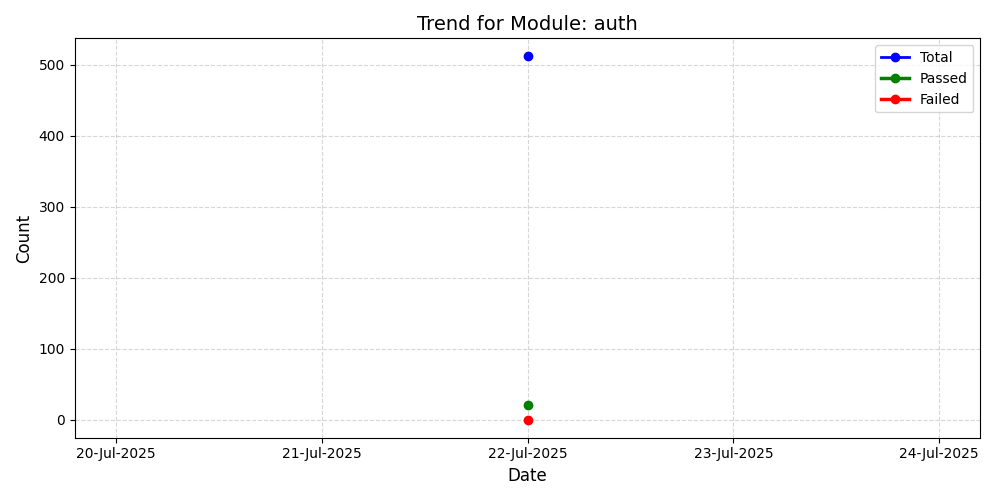 Trend for Module: auth
Total
Passed
Failed
Count
500
400
300
200
100
0
20-Jul-2025 21-Jul-2025 22-Jul-2025 23-Jul-2025 24-Jul-2025
Date